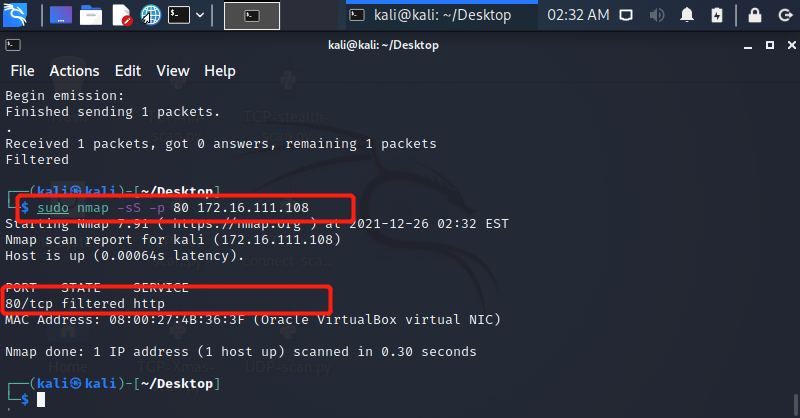 kali@kali: ~/Desktop
02:32 AM
kali@kali: ~/Desktop
File Actions Edit View Help
Begin emission:
Finished sending 1 packets.
.
Received 1 packets, got 0 answers, remaining 1 packets
Filtered
┌──(kali㉿kali)-[~/Desktop]
└─$ sudo nmap -sS -p 80 172.16.111.108
Starting Nmap 7.91 ( https://nmap.org ) at 2021-12-26 02:32 EST
Nmap scan report for kali (172.16.111.108)
Host is up (0.00064s latency).
PORT STATE SERVICE
80/tcp filtered http
MAC Address: 08:00:27:4B:36:3F (Oracle VirtualBox virtual NIC)
Nmap done: 1 IP address (1 host up) scanned in 0.30 seconds
┌──(kali㉿kali)-[~/Desktop]
└─$